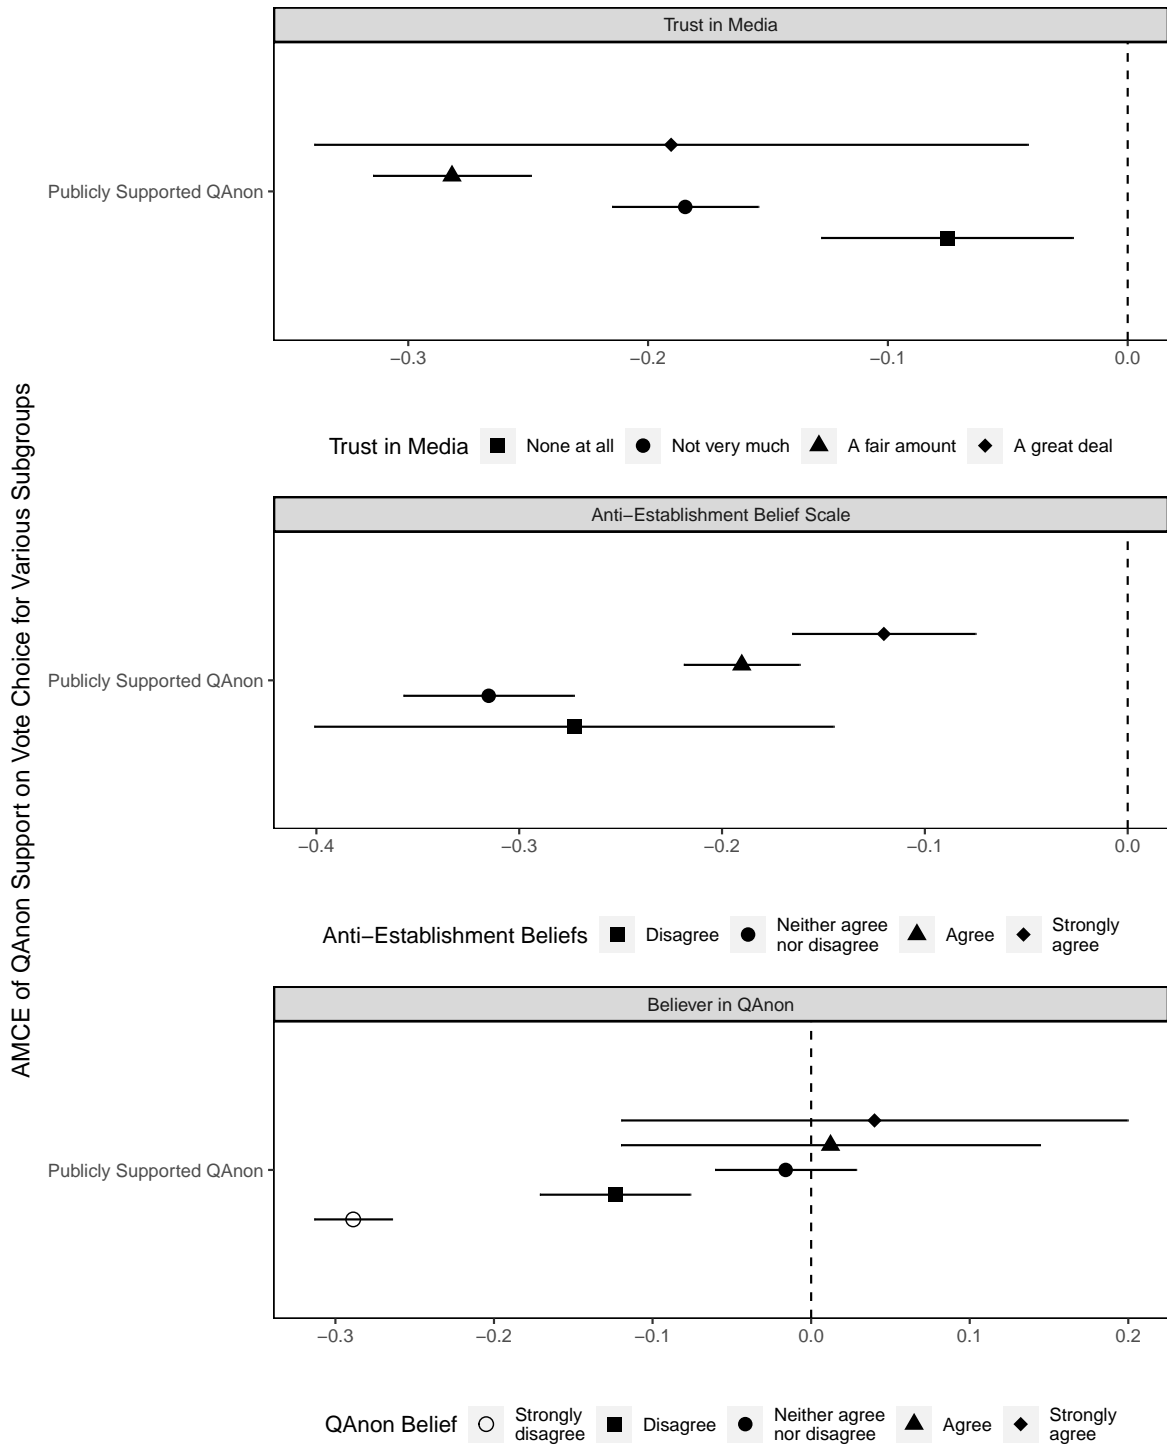 AMCE of QAnon Support on Vote Choice for Various Subgroups
Trust in Media
Publicly Supported QAnon
−0.3 −0.2 −0.1 0.0
Trust in Media None at all Not very much A fair amount A great deal
Anti−Establishment Belief Scale
Publicly Supported QAnon
−0.4 −0.3 −0.2 −0.1 0.0
Anti−Establishment Beliefs Disagree Neither agree nor disagree Agree Strongly agree
Believer in QAnon
Publicly Supported QAnon
−0.3 −0.2 −0.1 0.0 0.1 0.2
QAnon Belief Strongly disagree Disagree Neither agree nor disagree Agree Strongly agree